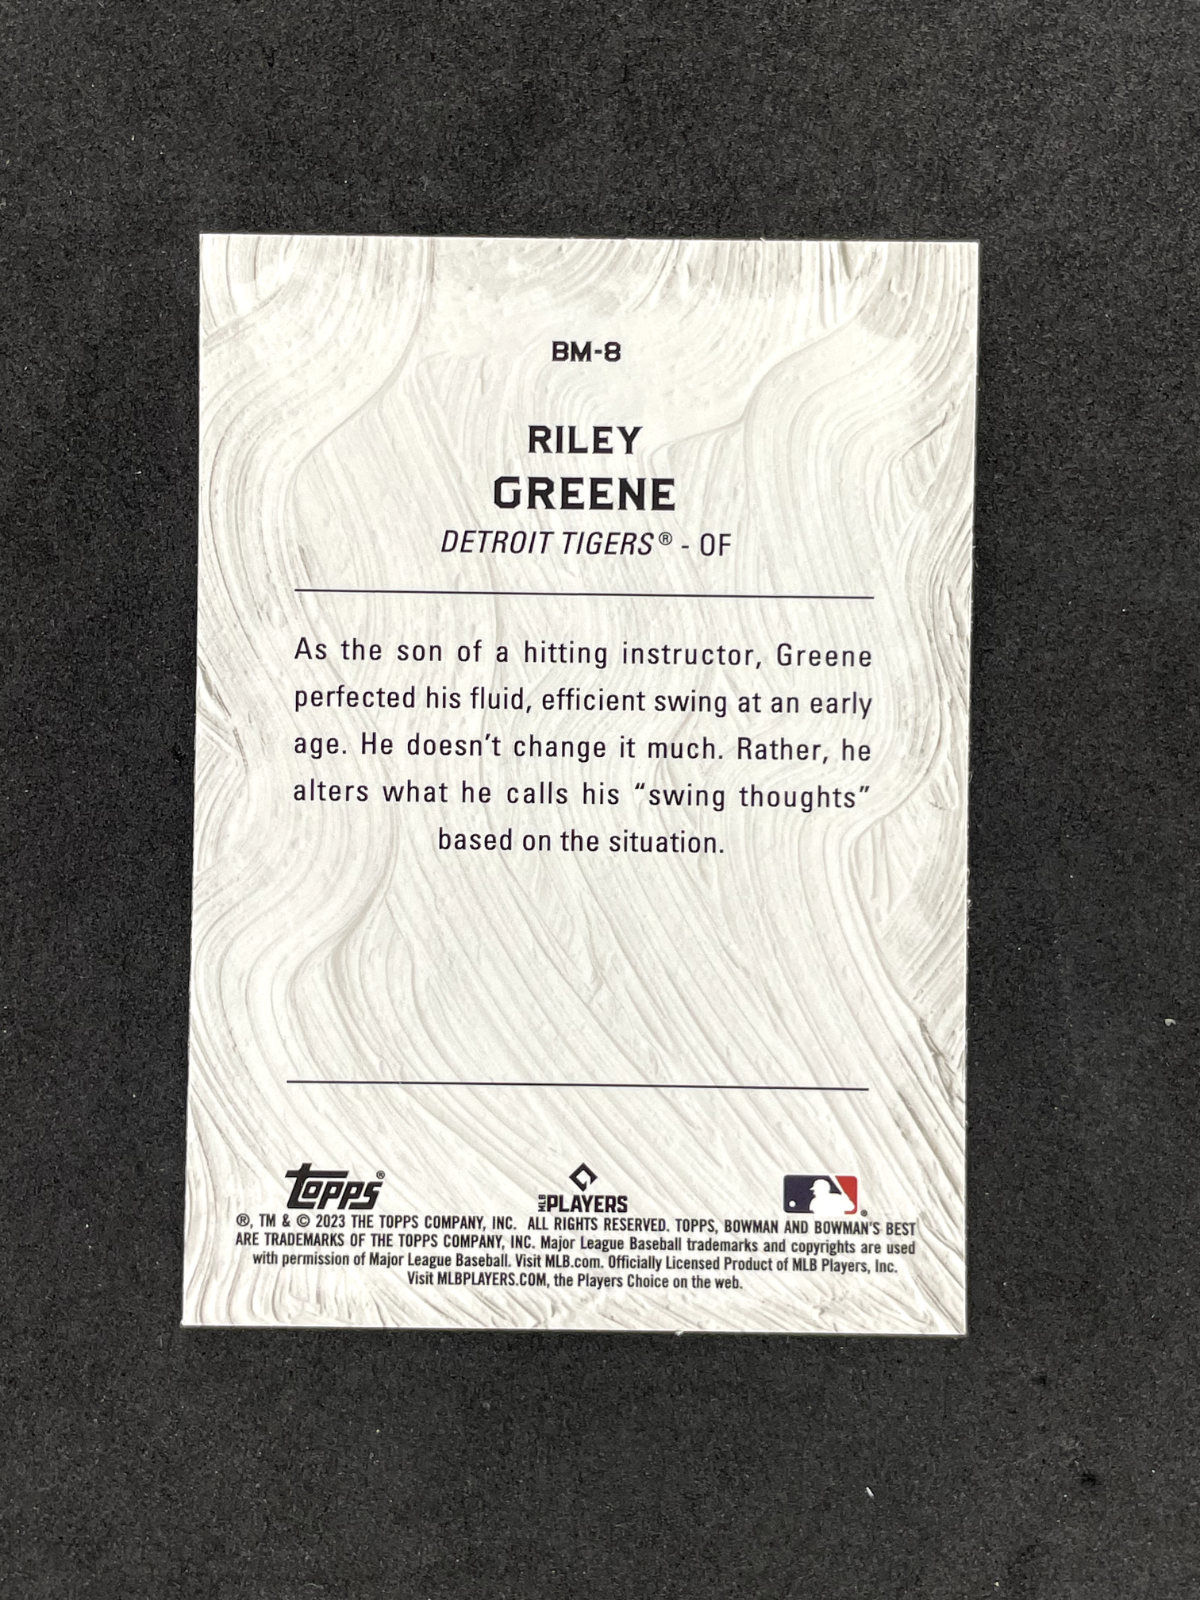 BM-8
RILEY
GREENE
DETROIT TIGERS® - OF
As the son of a hitting instructor, Greene
perfected his fluid, efficient swing at an early
age. He doesn't change it much. Rather, he
alters what he calls his “swing thoughts”
based on the situation.
topps®
MLB PLAYERS
®
®, TM & © 2023 THE TOPPS COMPANY, INC. ALL RIGHTS RESERVED. TOPPS, BOWMAN AND BOWMAN'S BEST
ARE TRADEMARKS OF THE TOPPS COMPANY, INC. Major League Baseball trademarks and copyrights are used
with permission of Major League Baseball. Visit MLB.com. Officially Licensed Product of MLB Players, Inc.
Visit MLBPLAYERS.COM, the Players Choice on the web.